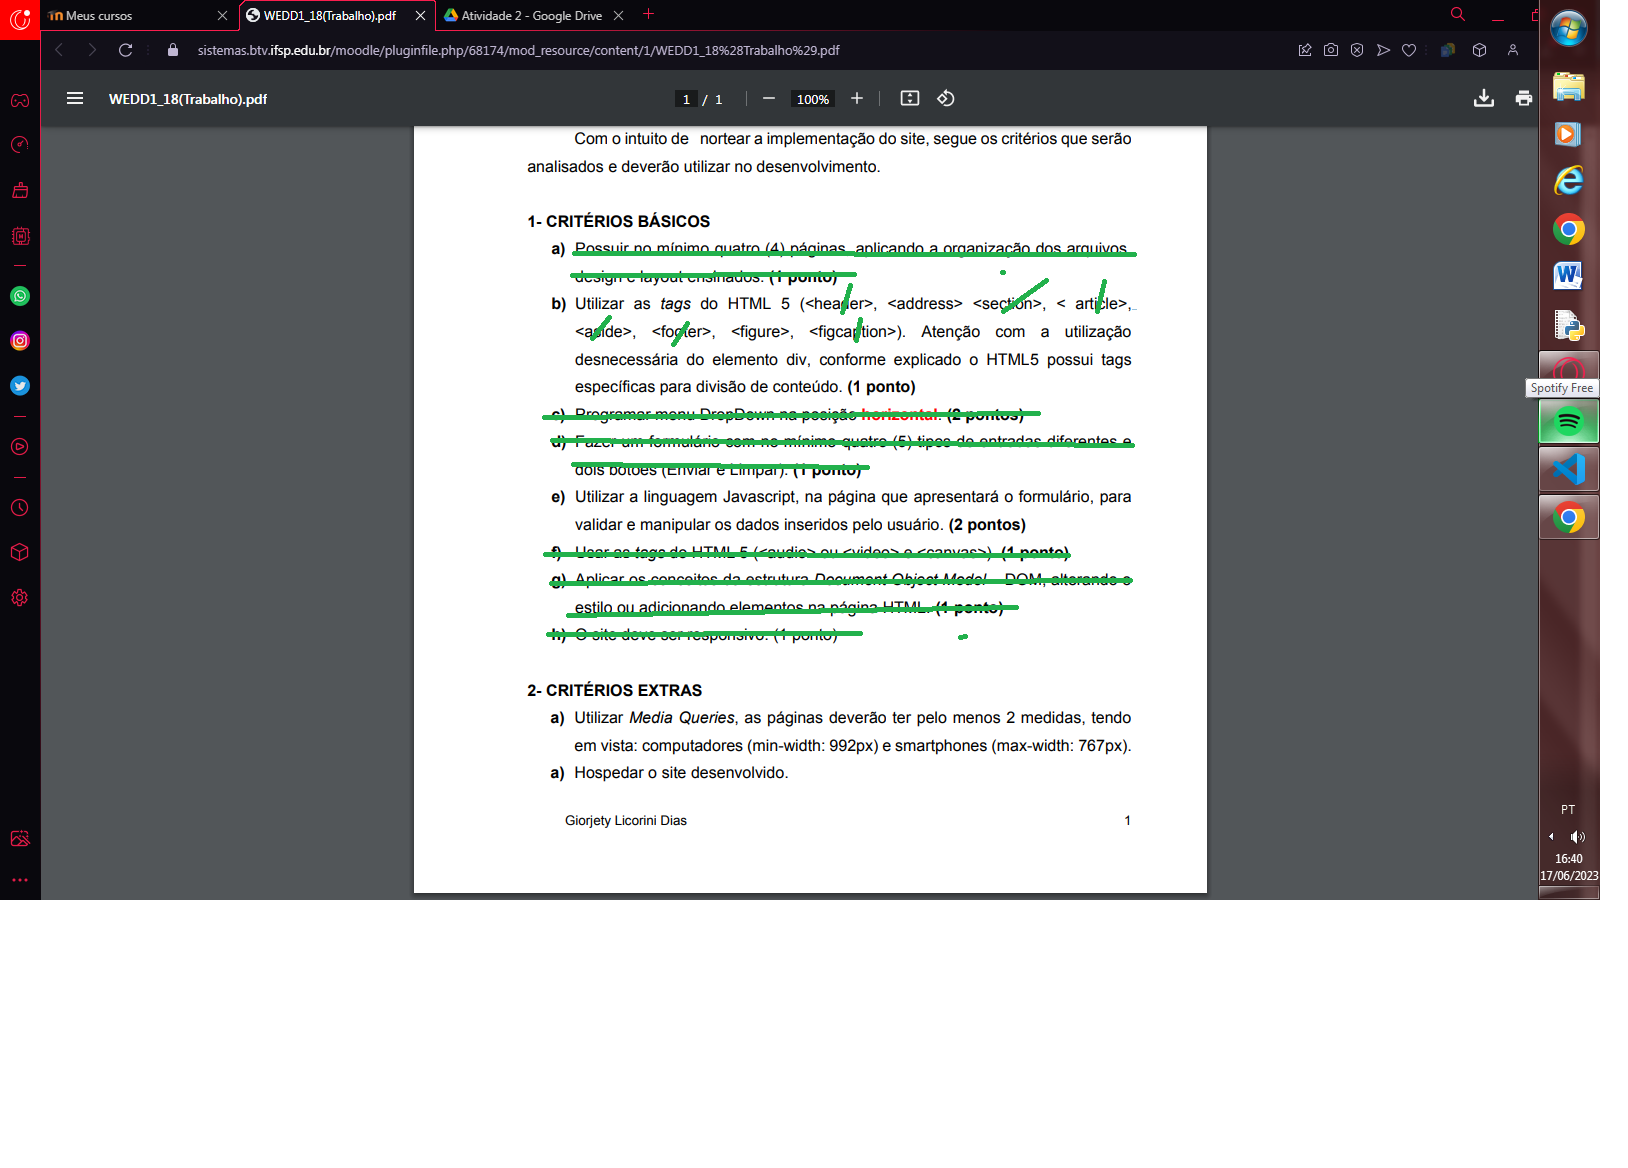 Meus cursos
WEDD1_18(Trabalho).pdf
Atividade 2 - Google Drive
sistemas.btv.ifsp.edu.br/moodle/pluginfile.php/68174/mod_resource/content/1/WEDD1_18%28Trabalho%29.pdf
WEDD1_18(Trabalho).pdf
1 / 1
100%
Com o intuito de nortear a implementação do site, segue os critérios que serão
analisados e deverão utilizar no desenvolvimento.
1- CRITÉRIOS BÁSICOS
a) Possuir no mínimo quatro (4) páginas, aplicando a organização dos arquivos,
design e layout ensinados. (1 ponto)
b) Utilizar as tags do HTML 5 (<header>, <address> <section>, < article>,
<aside>, <footer>, <figure>, <figcaption>). Atenção com a utilização
desnecessária do elemento div, conforme explicado o HTML5 possui tags
específicas para divisão de conteúdo. (1 ponto)
c) Programar menu DropDown na posição horizontal. (2 pontos)
d) Fazer um formulário com no mínimo quatro (5) tipos de entradas diferentes e
dois botões (Enviar e Limpar). (1 ponto)
e) Utilizar a linguagem Javascript, na página que apresentará o formulário, para
validar e manipular os dados inseridos pelo usuário. (2 pontos)
f) Usar as tags do HTML 5 (<audio> ou <video> e <canvas>). (1 ponto)
g) Aplicar os conceitos da estrutura Document Object Model - DOM, alterando o
estilo ou adicionando elementos na página HTML. (1 ponto)
h) O site deve ser responsivo. (1 ponto)
2- CRITÉRIOS EXTRAS
a) Utilizar Media Queries, as páginas deverão ter pelo menos 2 medidas, tendo
em vista: computadores (min-width: 992px) e smartphones (max-width: 767px).
a) Hospedar o site desenvolvido.
Giorjety Licorini Dias 1
Spotify Free
PT
16:40
17/06/2023